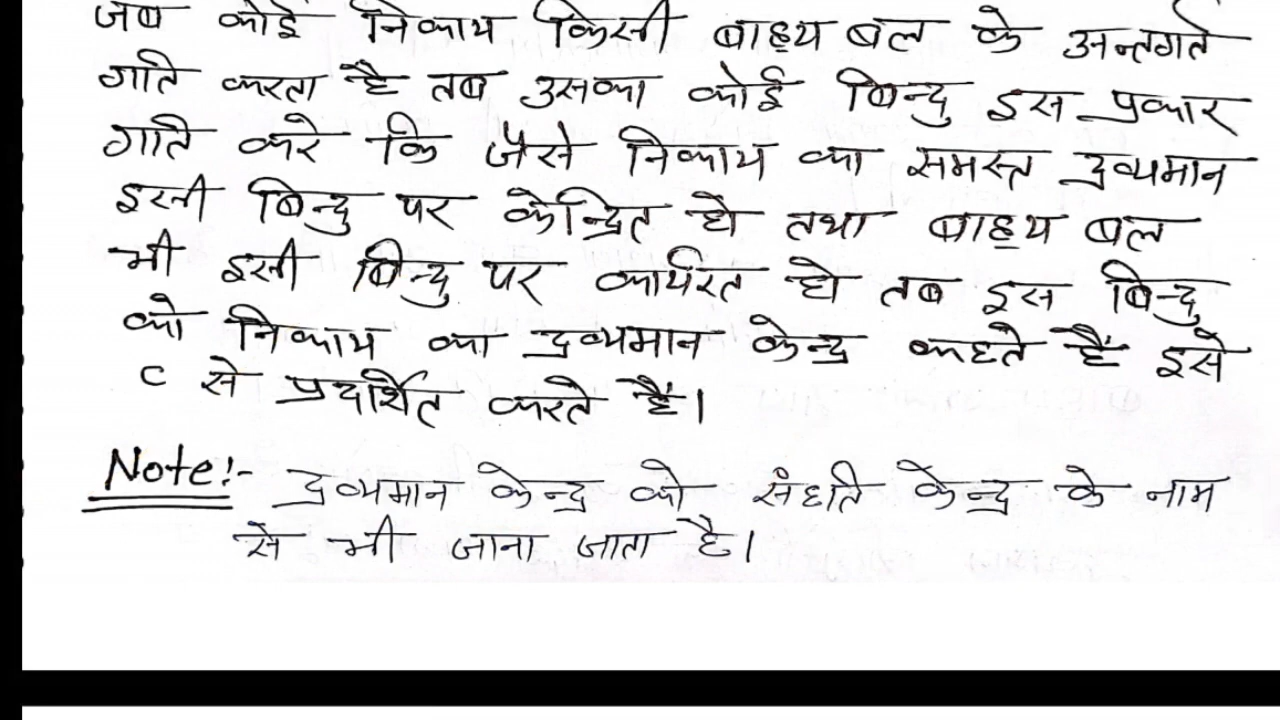 जब कोई निकाय किसी बाह्य बल के अन्तर्गत
गति करता है तब उसका कोई बिन्दु इस प्रकार
गति करे कि जैसे निकाय का समस्त द्रव्यमान
इसी बिन्दु पर केन्द्रित हो तथा बाह्य बल
भी इसी बिन्दु पर कार्यरत हो तब इस बिन्दु
को निकाय का द्रव्यमान केन्द्र कहते हैं इसे
C से प्रदर्शित करते हैं।
Note:- द्रव्यमान केन्द्र को संहति केन्द्र के नाम
से भी जाना जाता है।